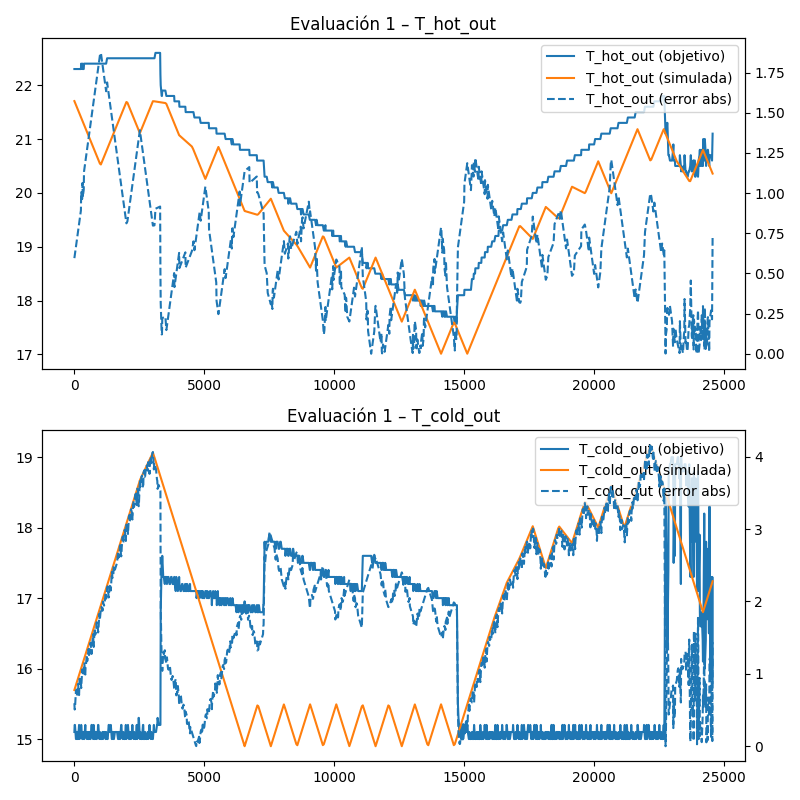 Evaluación 1 – T_hot_out
T_hot_out (objetivo)
T_hot_out (simulada)
T_hot_out (error abs)
22
21
20
19
18
17
1.75
1.50
1.25
1.00
0.75
0.50
0.25
0.00
0 5000 10000 15000 20000 25000
Evaluación 1 – T_cold_out
T_cold_out (objetivo)
T_cold_out (simulada)
T_cold_out (error abs)
19
18
17
16
15
4
3
2
1
0
0 5000 10000 15000 20000 25000